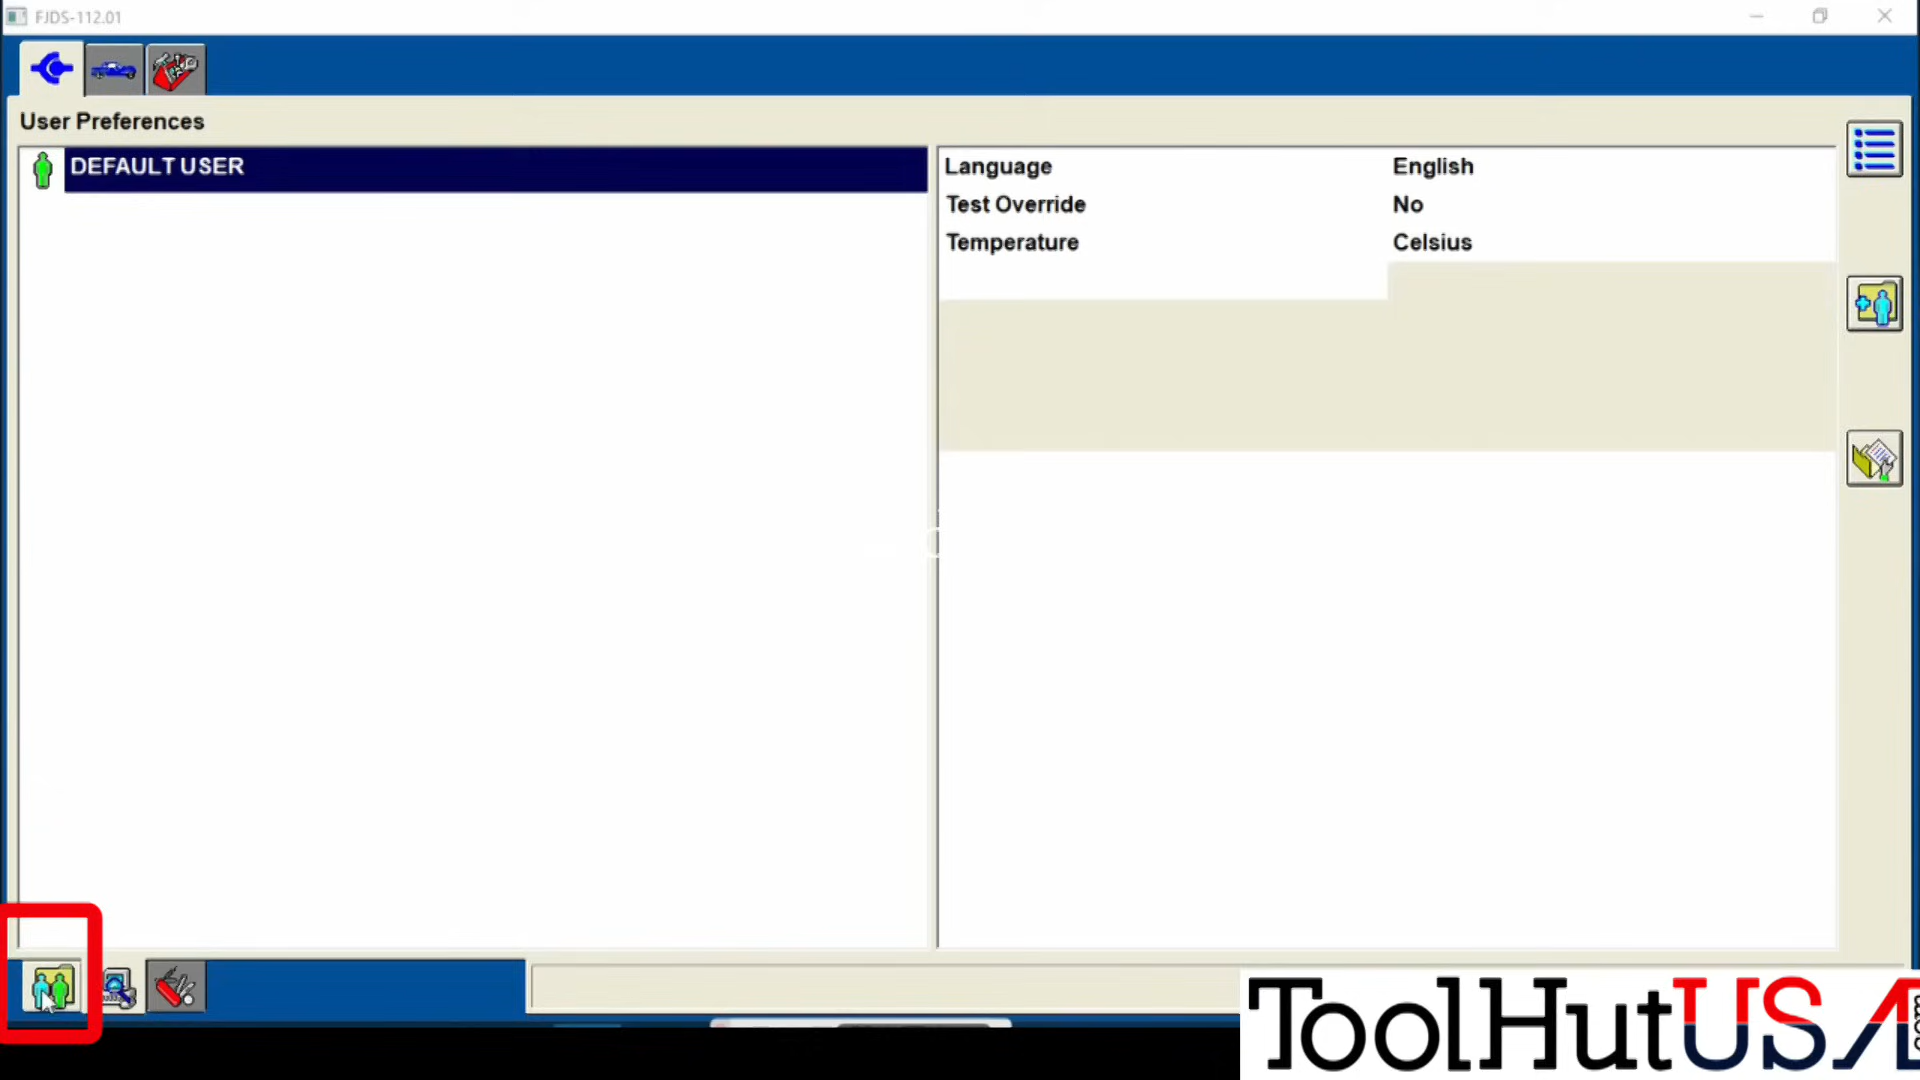 FJDS-112.01
User Preferences
DEFAULT USER
Language English
Test Override No
Temperature Celsius
ToolHutUSA